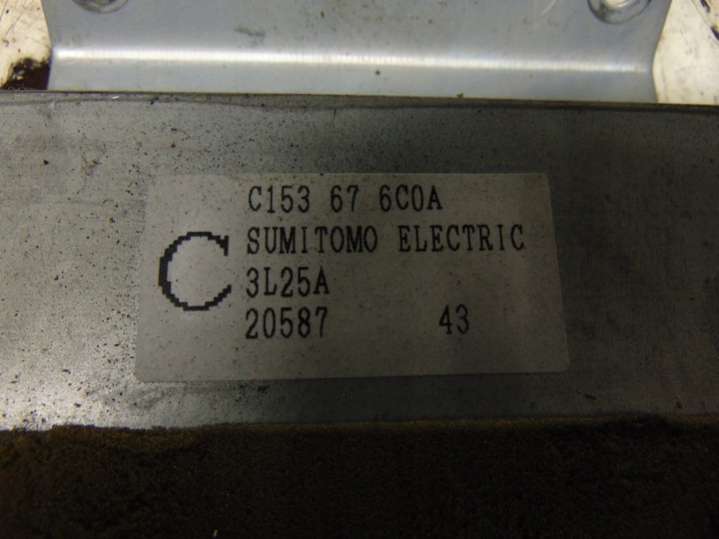 C153 67 6C0A
SUMITOMO ELECTRIC
C
3L25A
20587 43